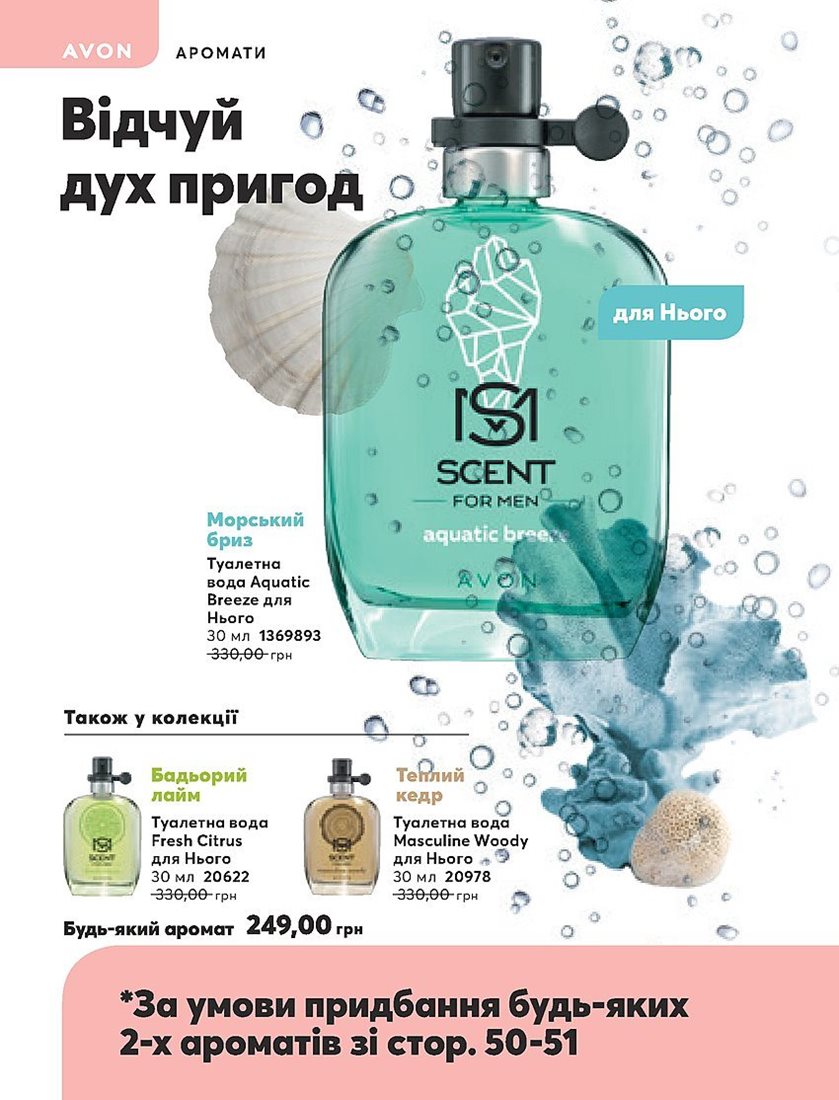 AVON
АРОМАТИ
Відчуй
дух пригод
для Нього
SM
SCENT
FOR MEN
aquatic breeze
AVON
Морський
бриз
Туалетна
вода Aquatic
Breeze для
Нього
30 мл 1369893
330,00 грн
Також у колекції
Бадьорий
лайм
Туалетна вода
Fresh Citrus
для Нього
30 мл 20622
330,00 грн
SCENT
Теплий
кедр
Туалетна вода
Masculine Woody
для Нього
30 мл 20978
330,00 грн
SCENT
Будь-який аромат 249,00 грн
*За умови придбання будь-яких
2-х ароматів зі стор. 50-51